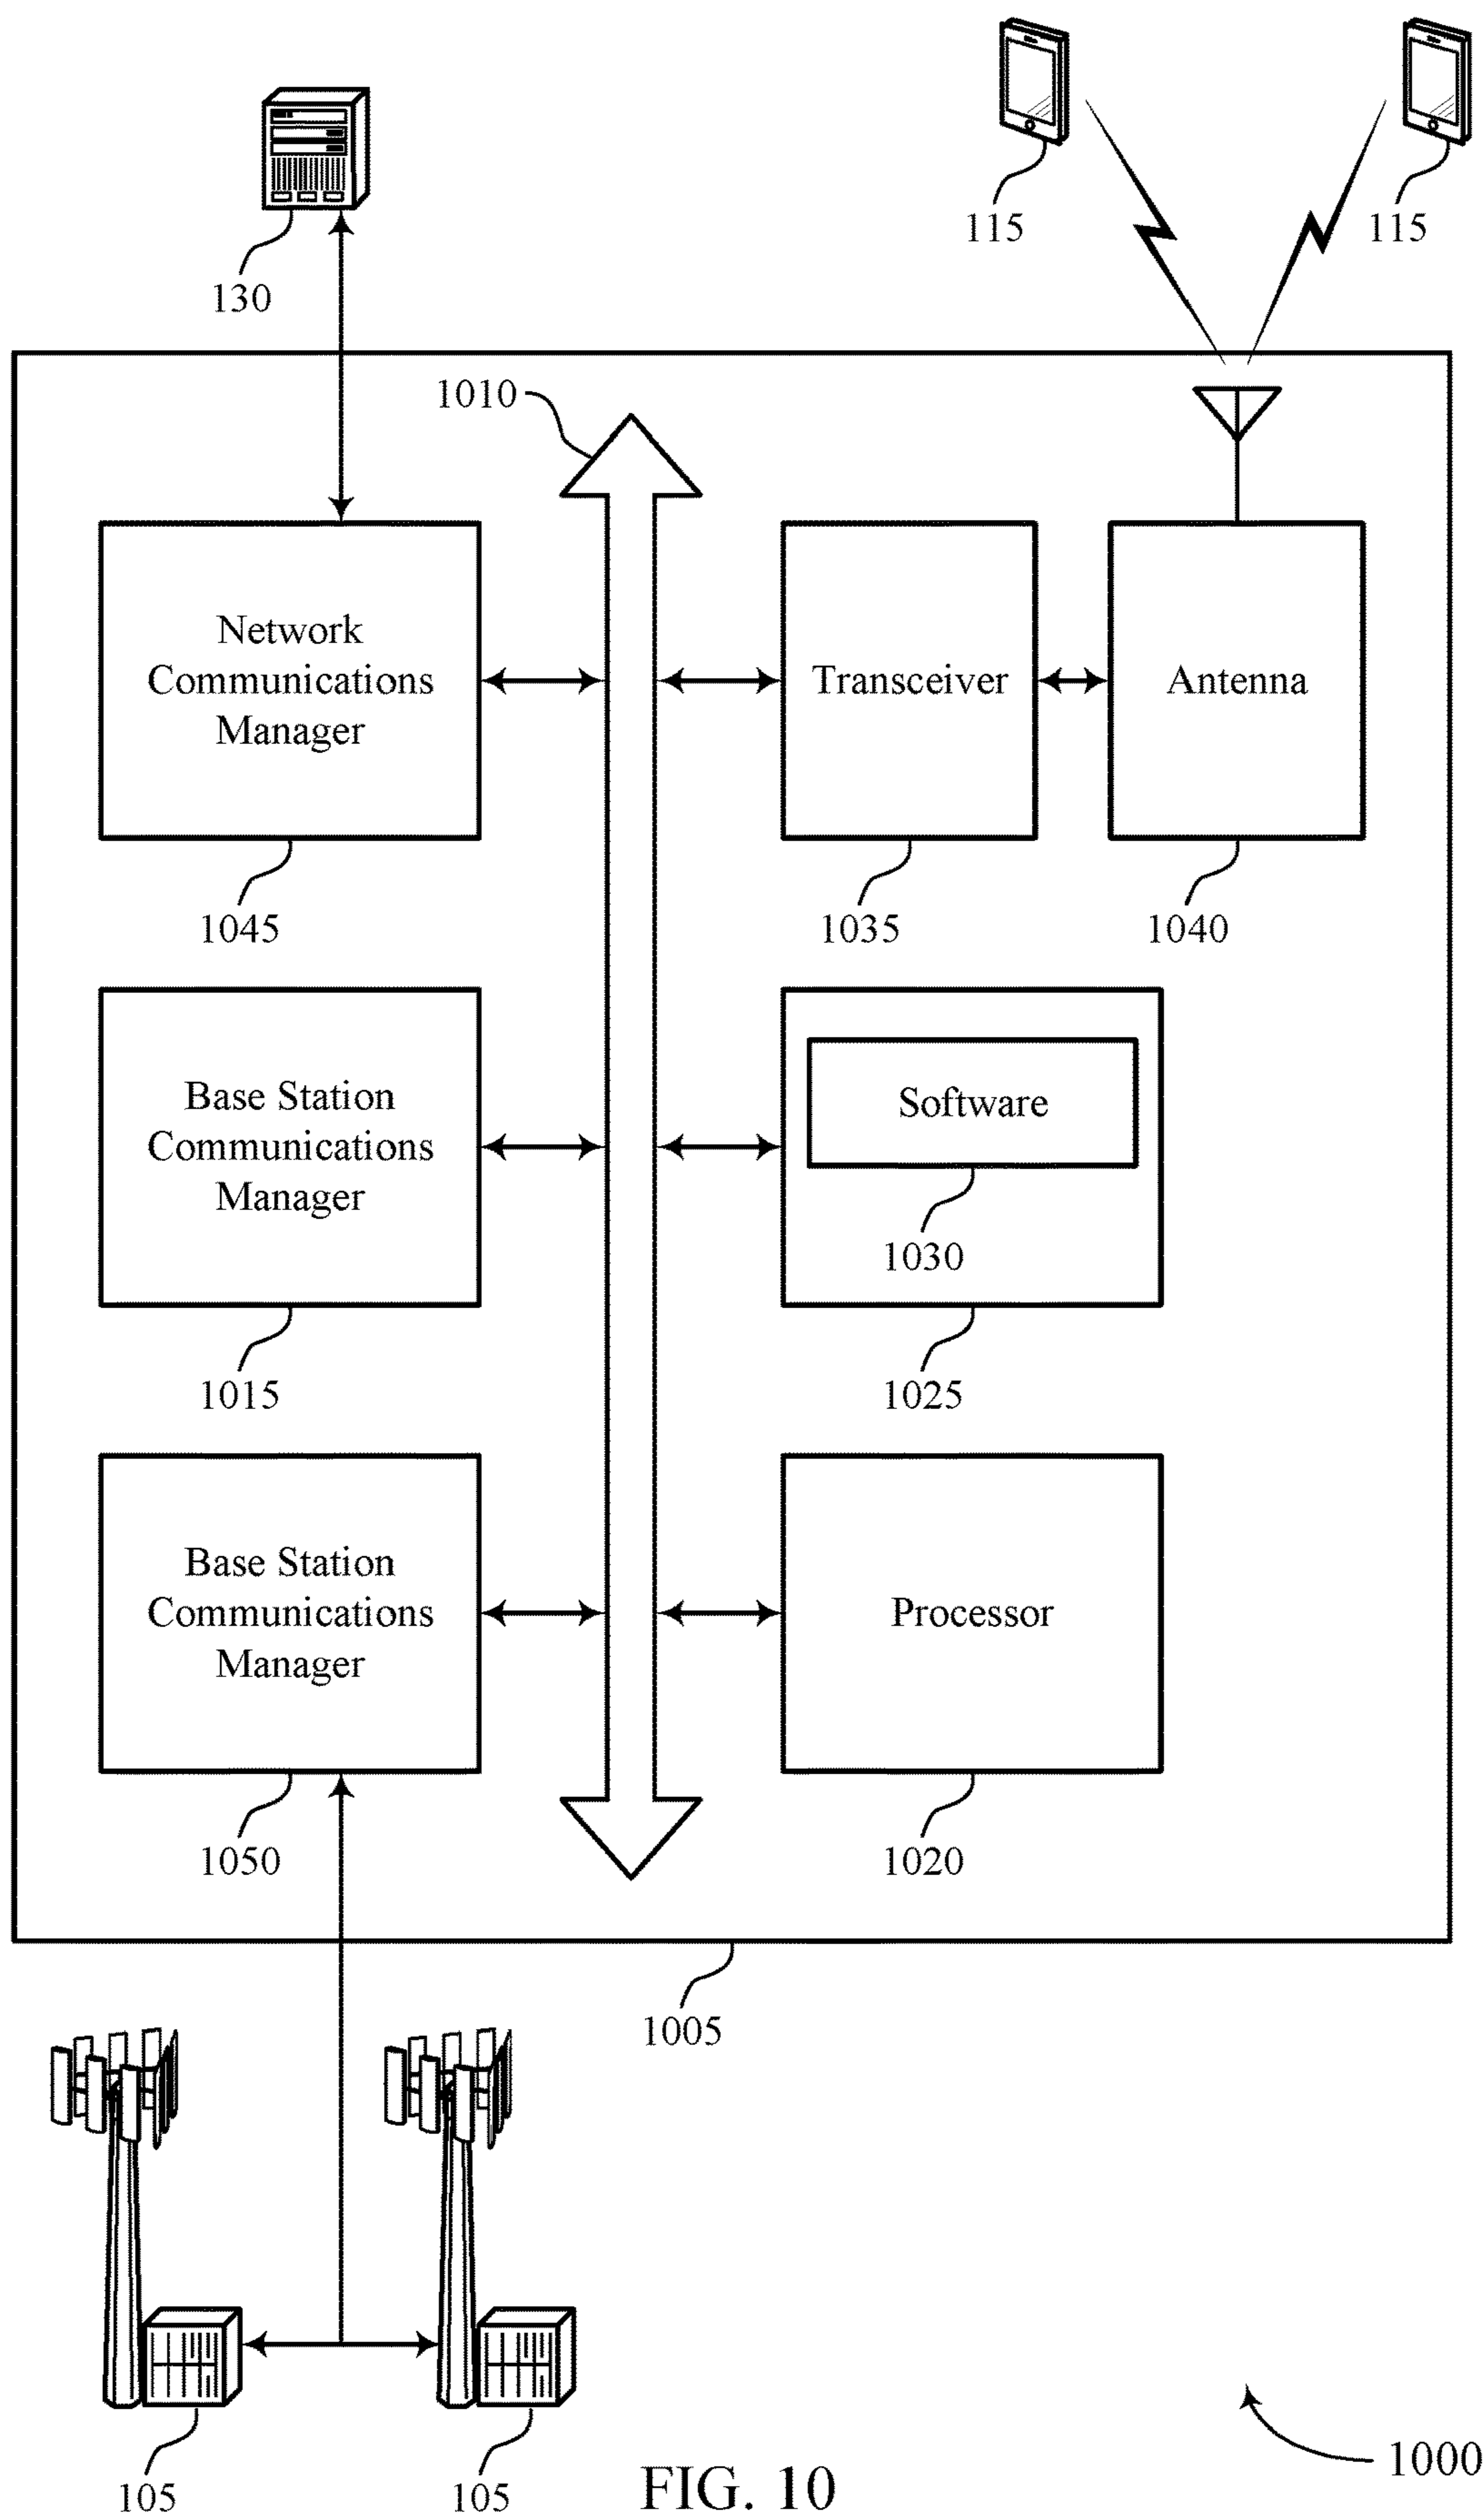 115
115
130
1010
Network
Communications
Manager
Transceiver
Antenna
1045
1035
1040
Base Station
Communications
Manager
Software
1030
1015
1025
Base Station
Communications
Manager
Processor
1050
1020
1005
105
105
FIG. 10
1000